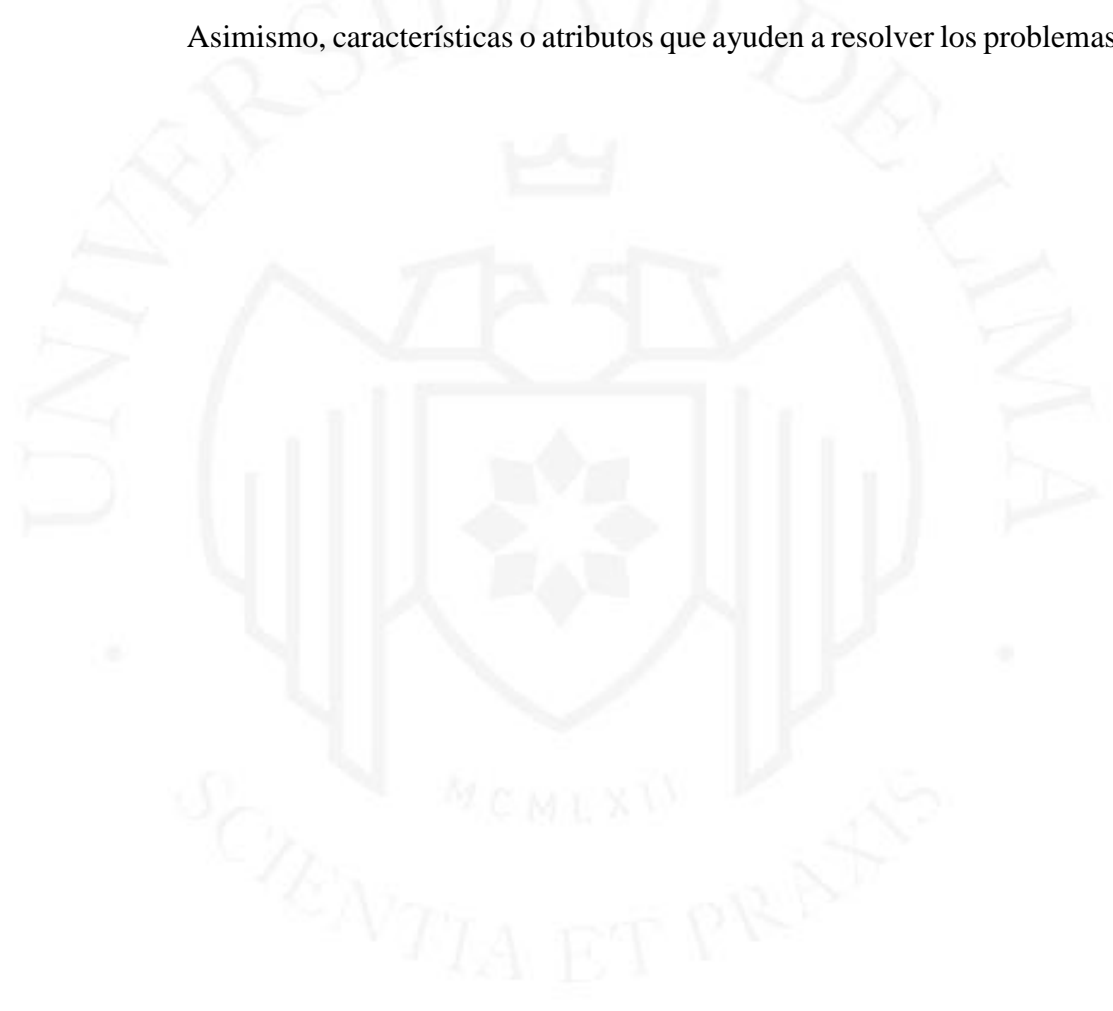 Asimismo, características o atributos que ayuden a resolver los problemas
UNIVERSIDAD DE LIMA
MCMLXII
SCIENTIA ET PRAXIS